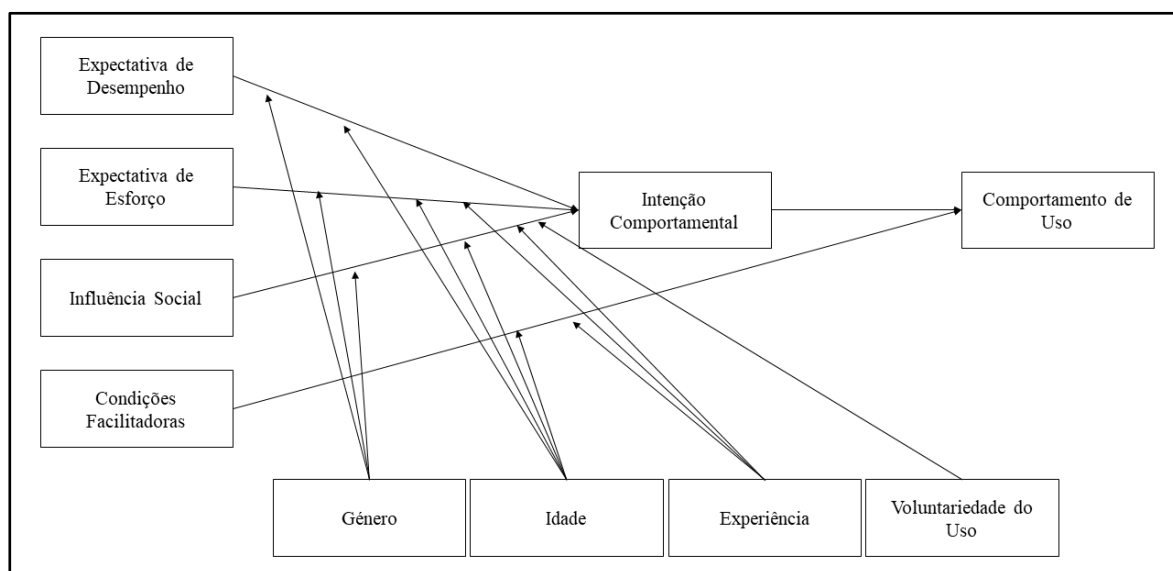 Expectativa de
Desempenho
Expectativa de
Esforço
Influência Social
Condições
Facilitadoras
Intenção
Comportamental
Comportamento de
Uso
Género
Idade
Experiência
Voluntariedade do
Uso